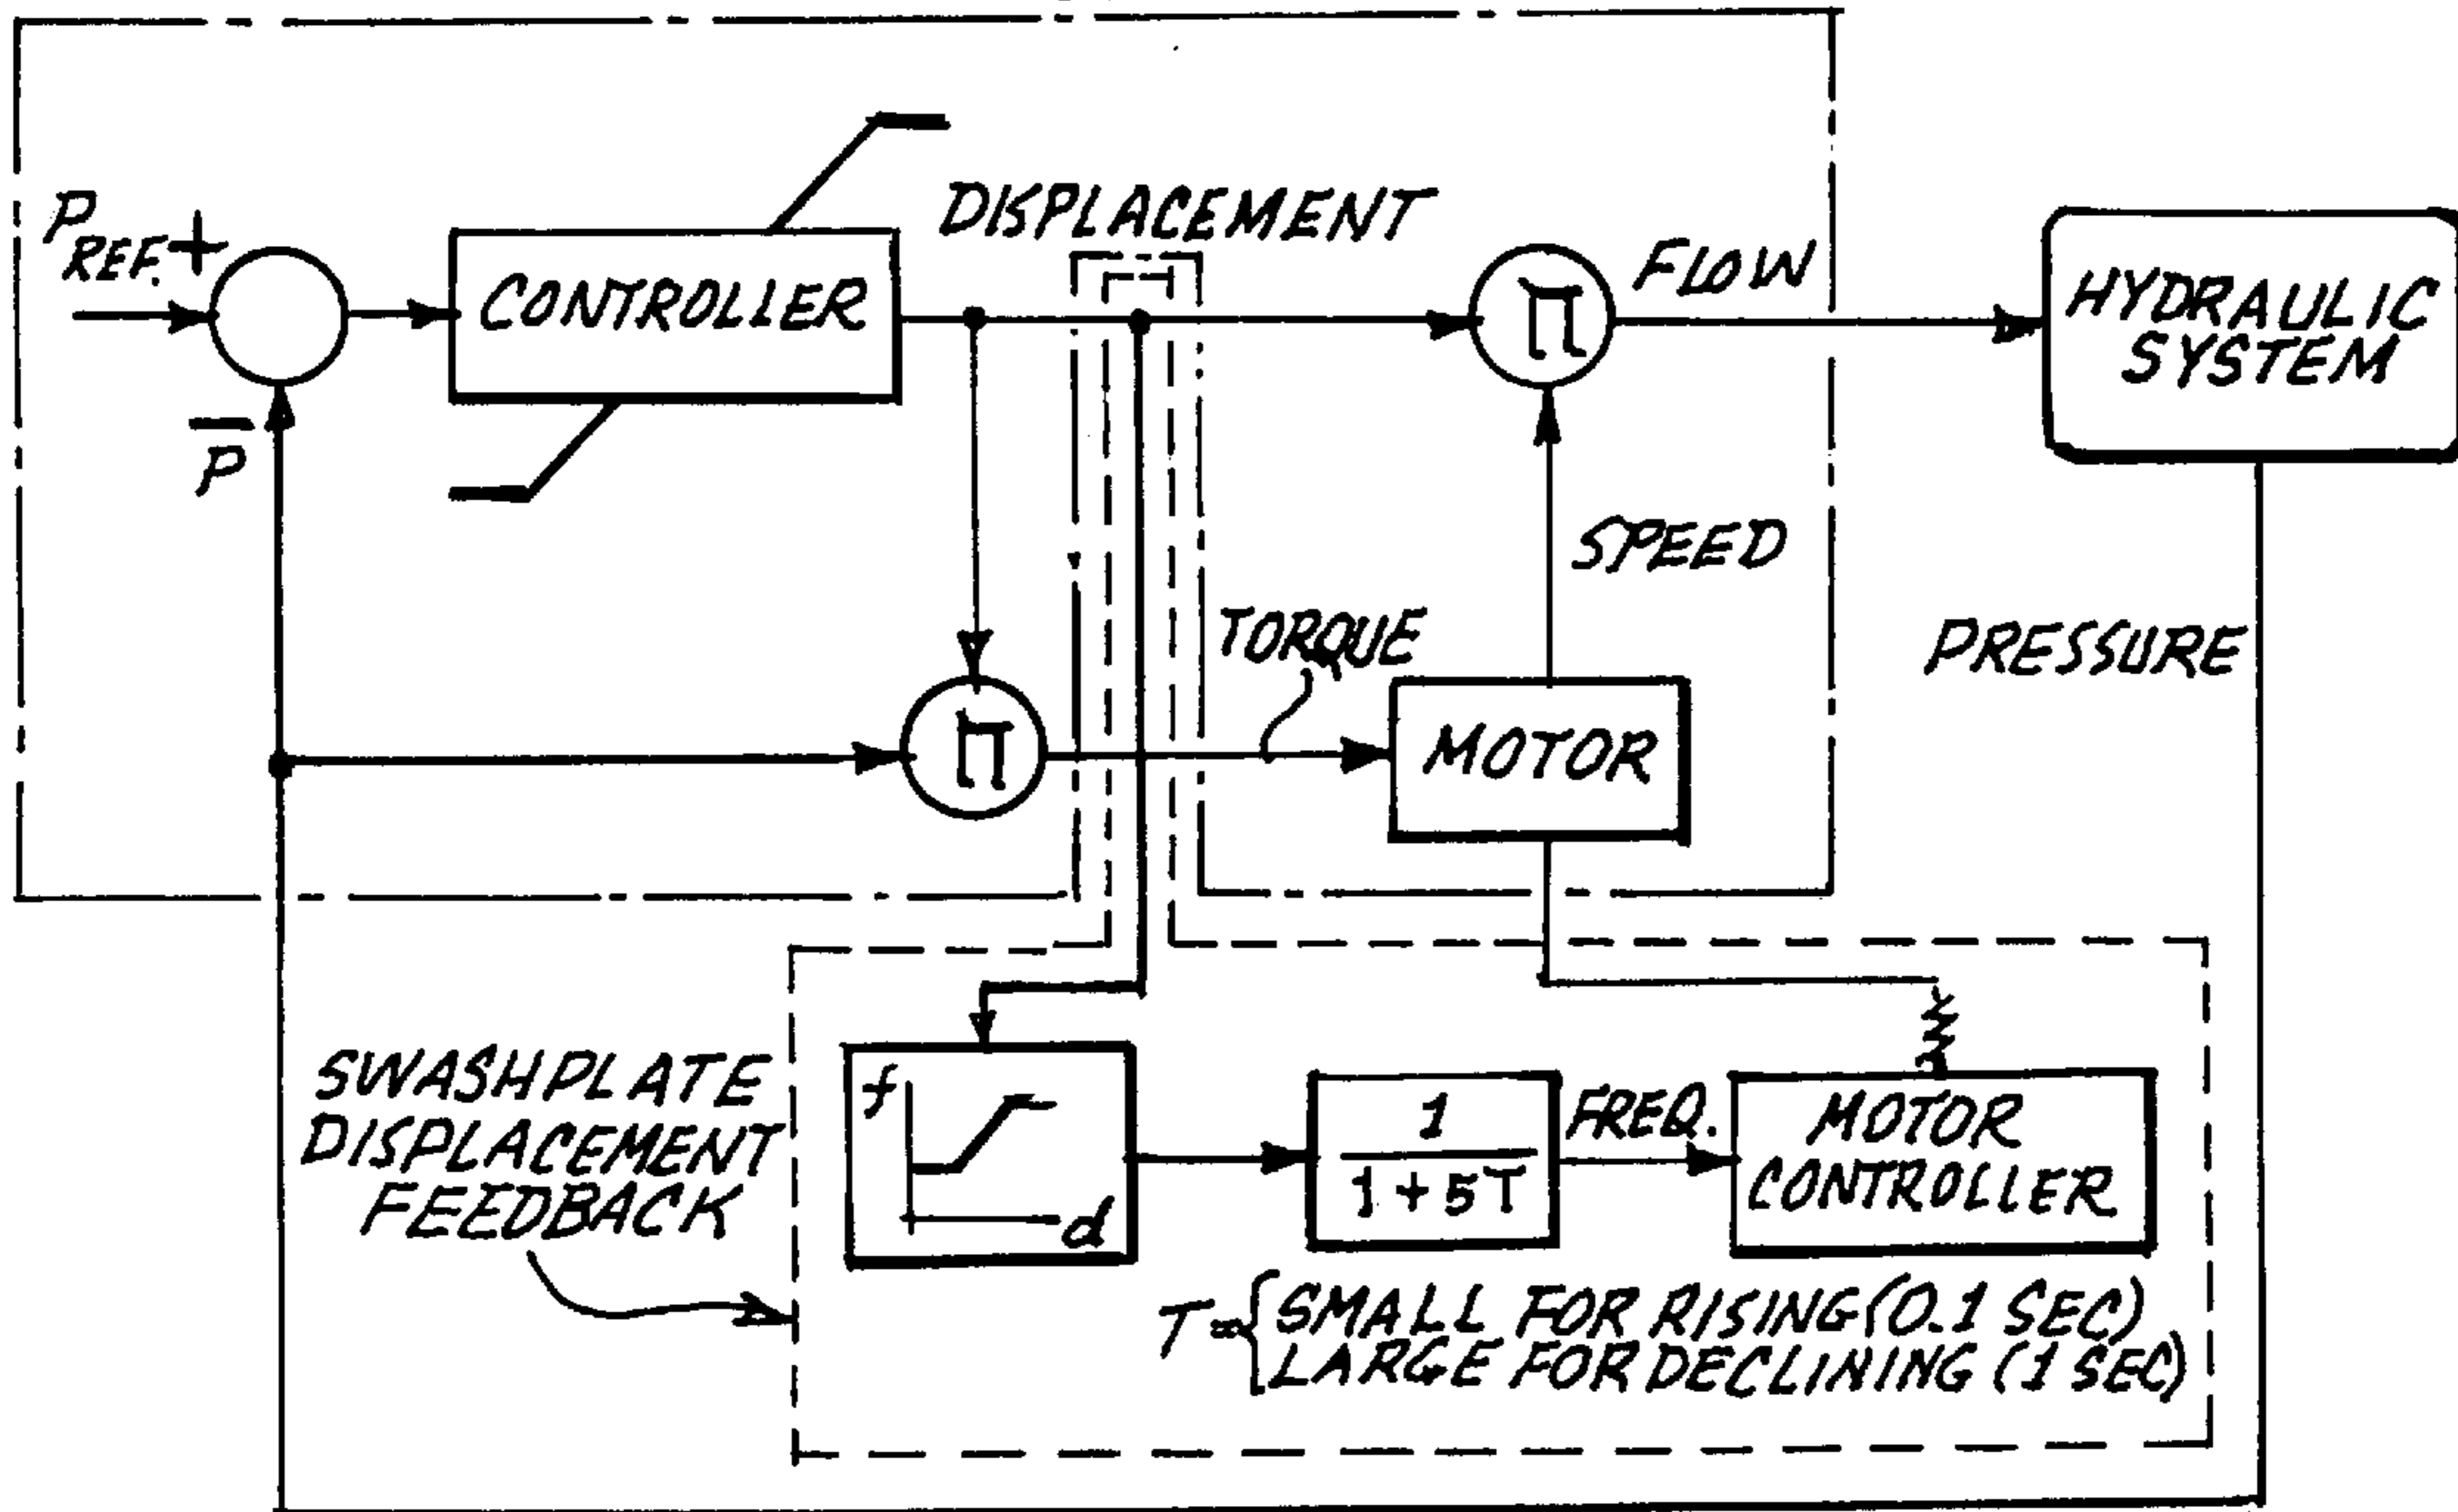 P REF. +
P
CONTROLLER
DISPLACEMENT
Π
FLOW
HYDRAULIC
SYSTEM
SPEED
TORQUE
PRESSURE
Π
MOTOR
SWASHPLATE
DISPLACEMENT
FEEDBACK
f
d
1
1+5T
FREQ.
MOTOR
CONTROLLER
T = { SMALL FOR RISING (0.1 SEC)
LARGE FOR DECLINING (1 SEC)